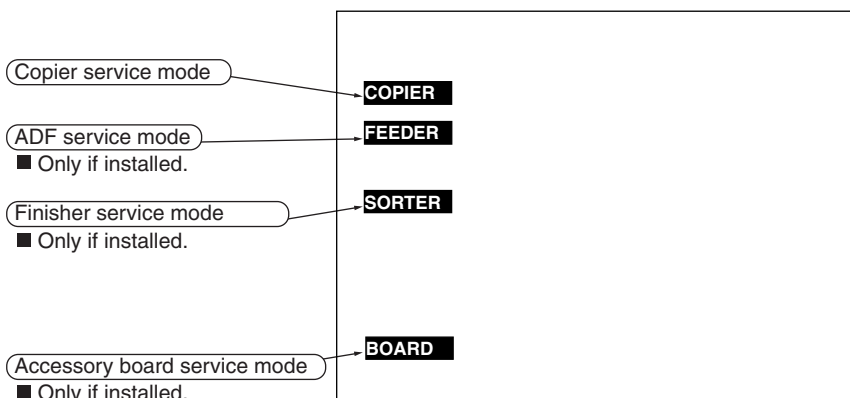 Copier service mode
COPIER
ADF service mode
■ Only if installed.
FEEDER
Finisher service mode
■ Only if installed.
SORTER
Accessory board service mode
■ Only if installed.
BOARD